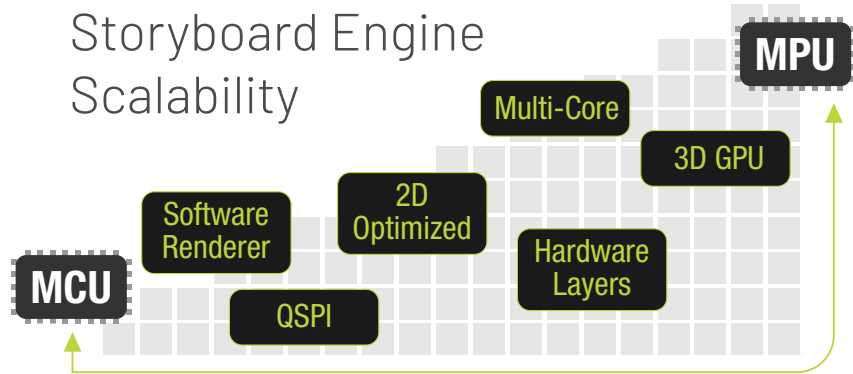 Storyboard Engine
Scalability
MPU
Multi-Core
3D GPU
2D
Optimized
Software
Renderer
Hardware
Layers
MCU
QSPI